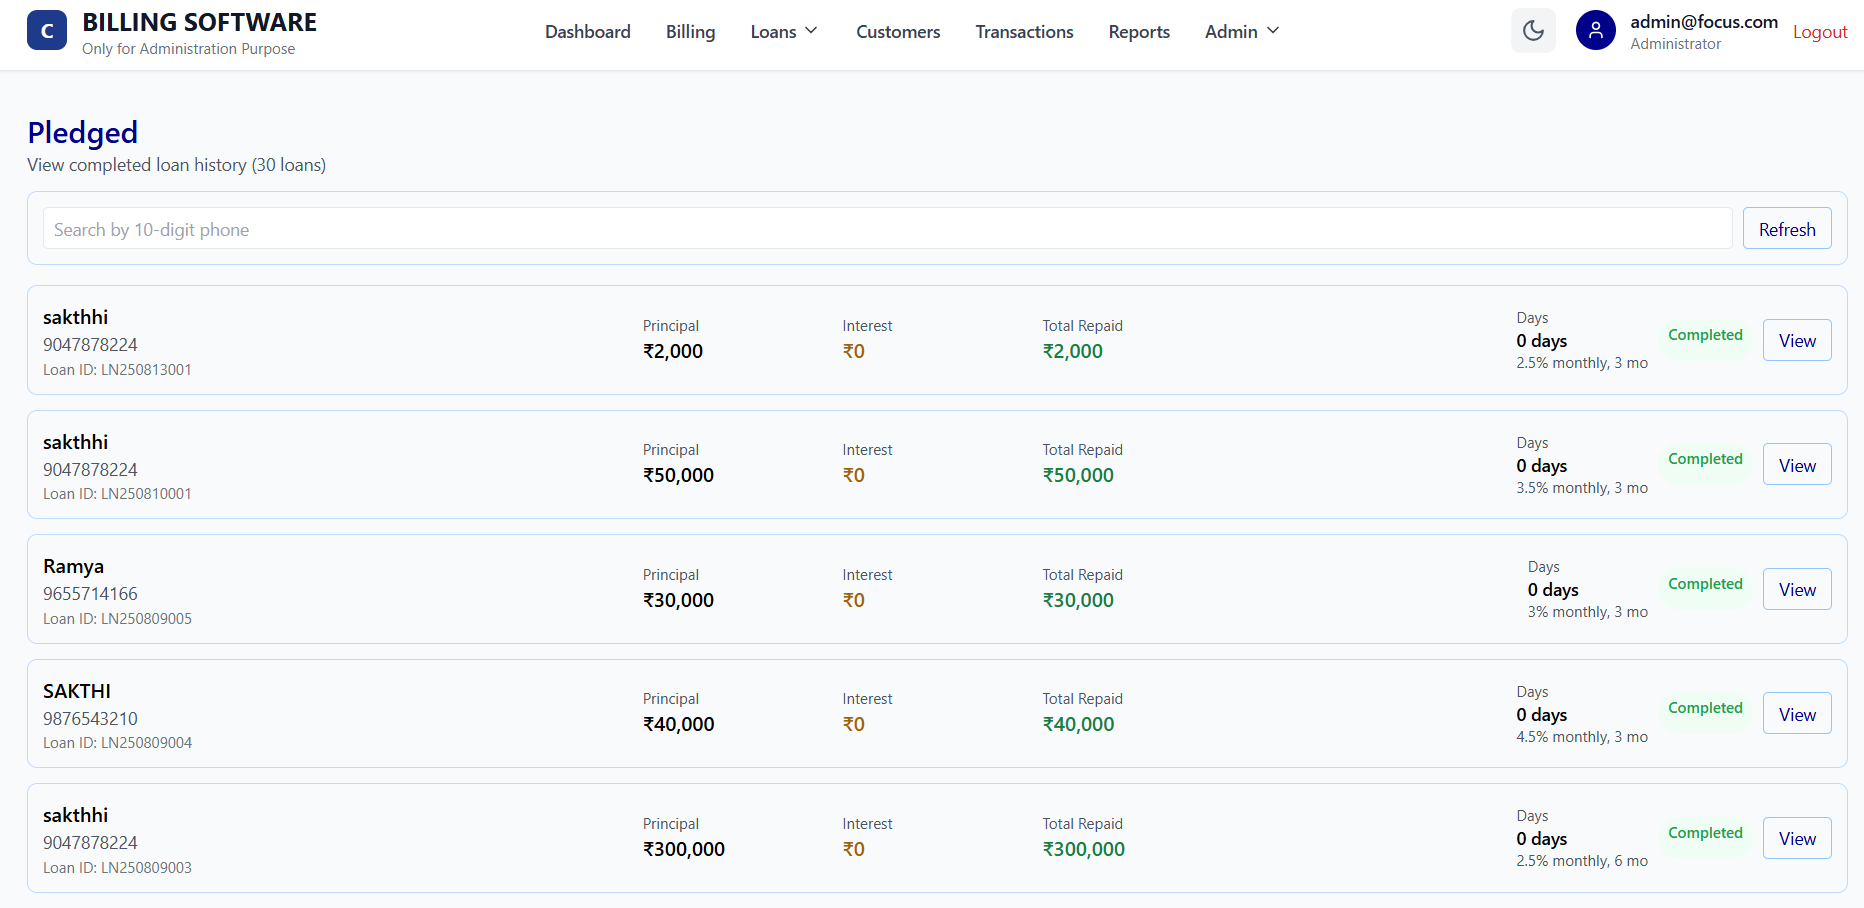 C
BILLING SOFTWARE
Only for Administration Purpose
Dashboard
Billing
Loans
Customers
Transactions
Reports
Admin
admin@focus.com
Administrator
Logout
Pledged
View completed loan history (30 loans)
Search by 10-digit phone
Refresh
sakthhi
9047878224
Loan ID: LN250813001
Principal
₹2,000
Interest
₹0
Total Repaid
₹2,000
Days
0 days
2.5% monthly, 3 mo
Completed
View
sakthhi
9047878224
Loan ID: LN250810001
Principal
₹50,000
Interest
₹0
Total Repaid
₹50,000
Days
0 days
3.5% monthly, 3 mo
Completed
View
Ramya
9655714166
Loan ID: LN250809005
Principal
₹30,000
Interest
₹0
Total Repaid
₹30,000
Days
0 days
3% monthly, 3 mo
Completed
View
SAKTHI
9876543210
Loan ID: LN250809004
Principal
₹40,000
Interest
₹0
Total Repaid
₹40,000
Days
0 days
4.5% monthly, 3 mo
Completed
View
sakthhi
9047878224
Loan ID: LN250809003
Principal
₹300,000
Interest
₹0
Total Repaid
₹300,000
Days
0 days
2.5% monthly, 6 mo
Completed
View